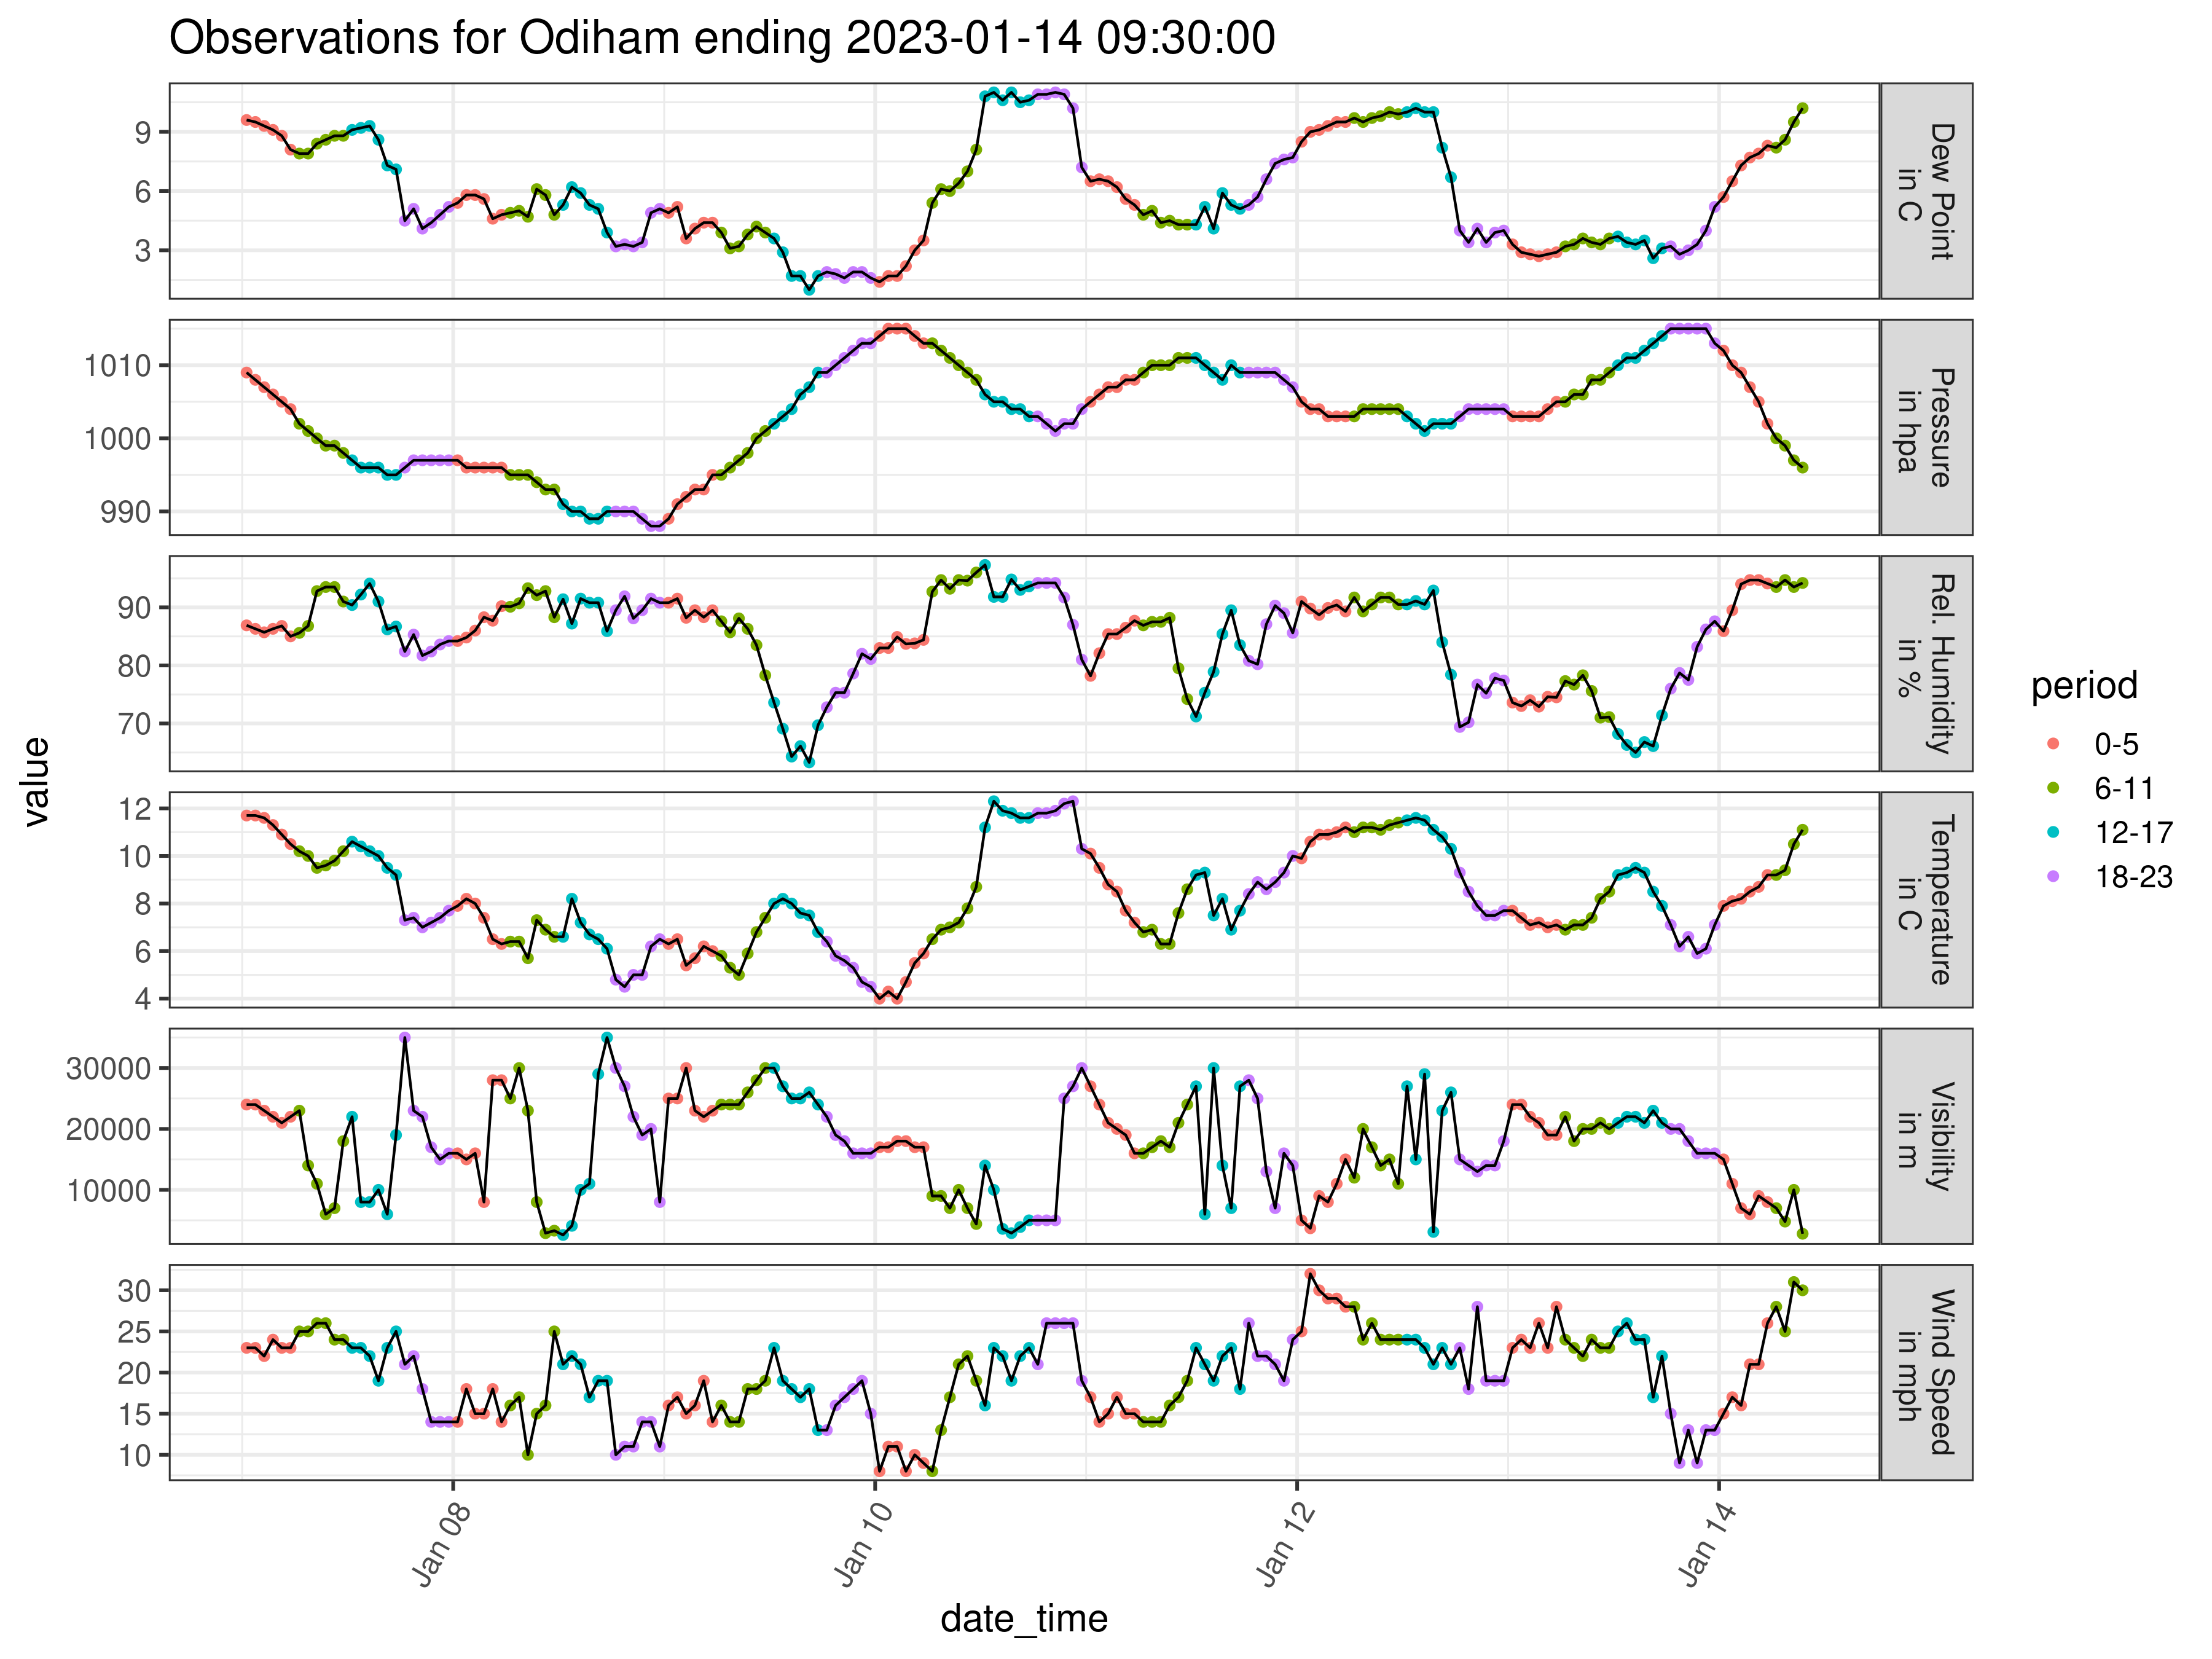 Observations for Odiham ending 2023-01-14 09:30:00
9
6
3
Dew Point
in C
1010
1000
990
Pressure
in hpa
90
80
70
Rel. Humidity
in %
12
10
8
6
4
Temperature
in C
30000
20000
10000
Visibility
in m
30
25
20
15
10
Wind Speed
in mph
value
Jan 08
Jan 10
Jan 12
Jan 14
date_time
period
0-5
6-11
12-17
18-23